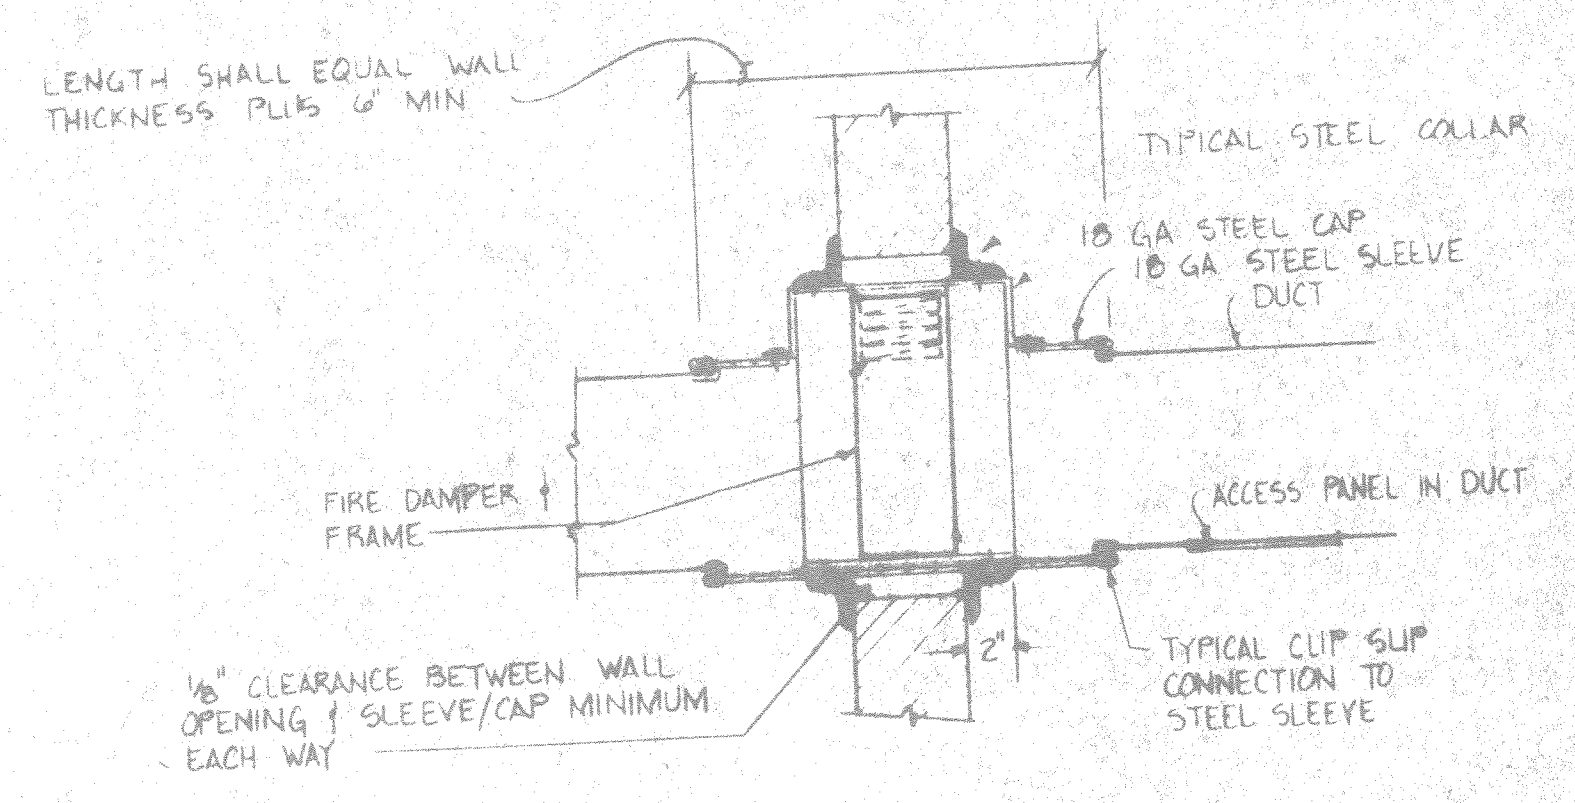 LENGTH SHALL EQUAL WALL
THICKNESS PLUS 6" MIN
TYPICAL STEEL COLLAR
18 GA STEEL CAP
18 GA STEEL SLEEVE
DUCT
FIRE DAMPER &
FRAME
ACCESS PANEL IN DUCT
2"
TYPICAL CLIP SLIP
CONNECTION TO
STEEL SLEEVE
1/8" CLEARANCE BETWEEN WALL
OPENING & SLEEVE/CAP MINIMUM
EACH WAY